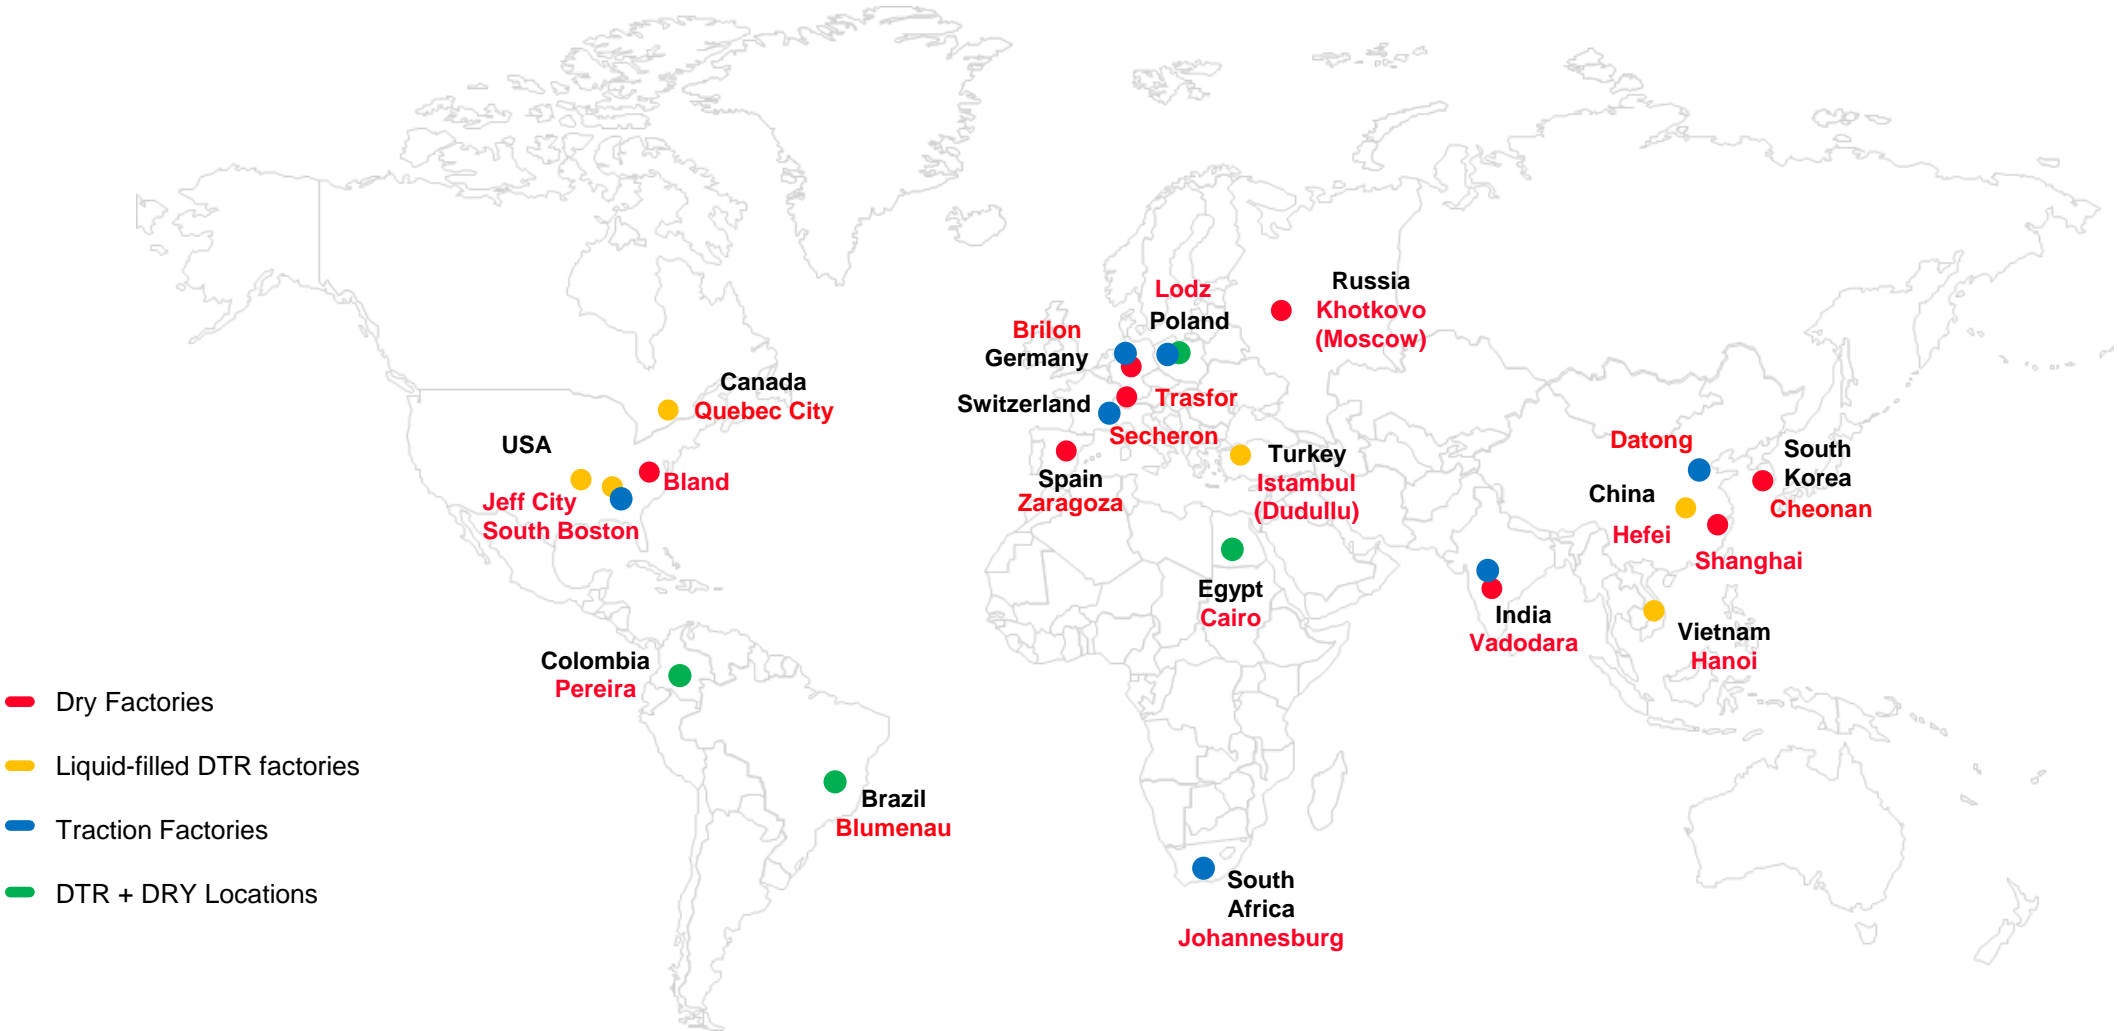 Lodz
Poland
Russia
Khotkovo
(Moscow)
Brilon
Germany
Switzerland
Trasfor
Secheron
Canada
Quebec City
USA
Bland
Jeff City
South Boston
Spain
Zaragoza
Turkey
Istambul
(Dudullu)
Datong
South
Korea
Cheonan
China
Hefei
Shanghai
Egypt
Cairo
India
Vadodara
Vietnam
Hanoi
Colombia
Pereira
Brazil
Blumenau
South
Africa
Johannesburg
Dry Factories
Liquid-filled DTR factories
Traction Factories
DTR + DRY Locations